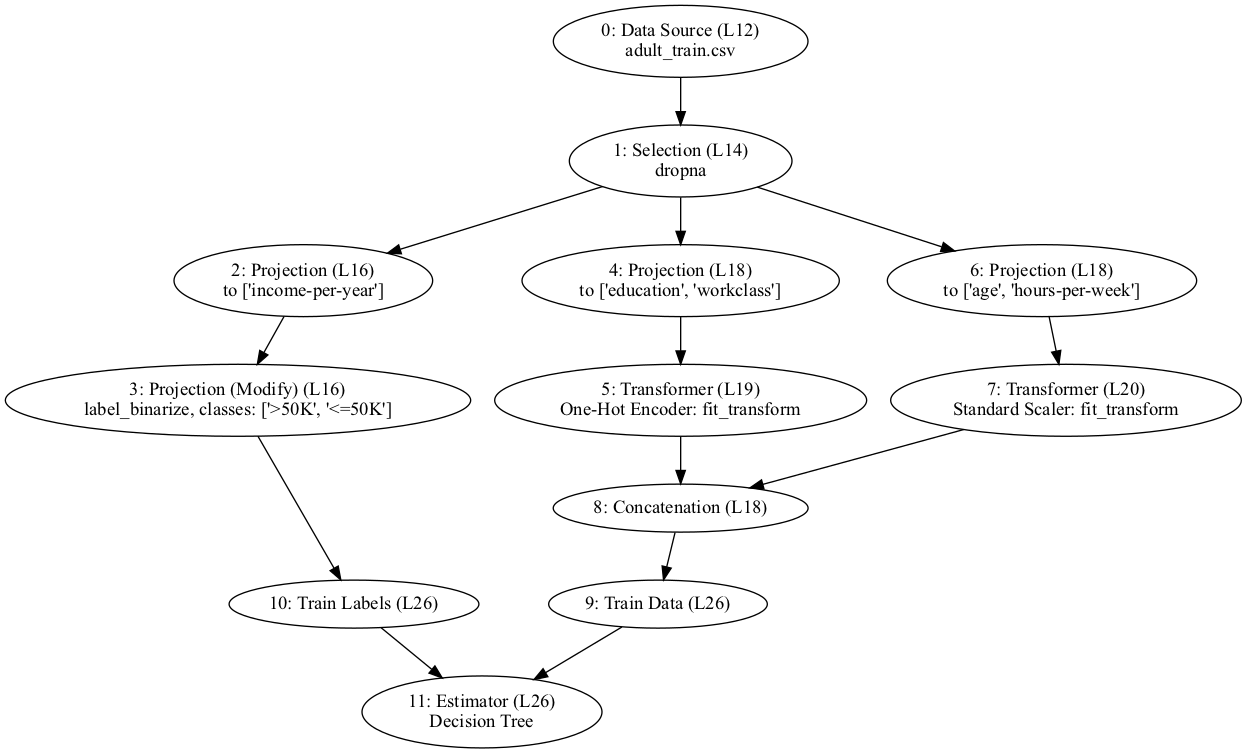 0: Data Source (L12)
adult_train.csv
1: Selection (L14)
dropna
2: Projection (L16)
to ['income-per-year']
4: Projection (L18)
to ['education', 'workclass']
6: Projection (L18)
to ['age', 'hours-per-week']
3: Projection (Modify) (L16)
label_binarize, classes: ['>50K', '<=50K']
5: Transformer (L19)
One-Hot Encoder: fit_transform
7: Transformer (L20)
Standard Scaler: fit_transform
8: Concatenation (L18)
10: Train Labels (L26)
9: Train Data (L26)
11: Estimator (L26)
Decision Tree